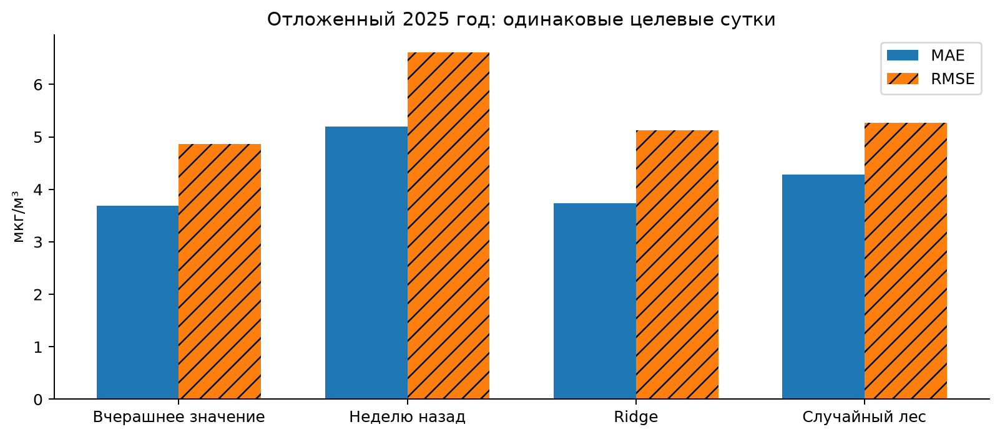 Отложенный 2025 год: одинаковые целевые сутки
MAE
RMSE
мкг/м³
6
5
4
3
2
1
0
Вчерашнее значение
Неделю назад
Ridge
Случайный лес